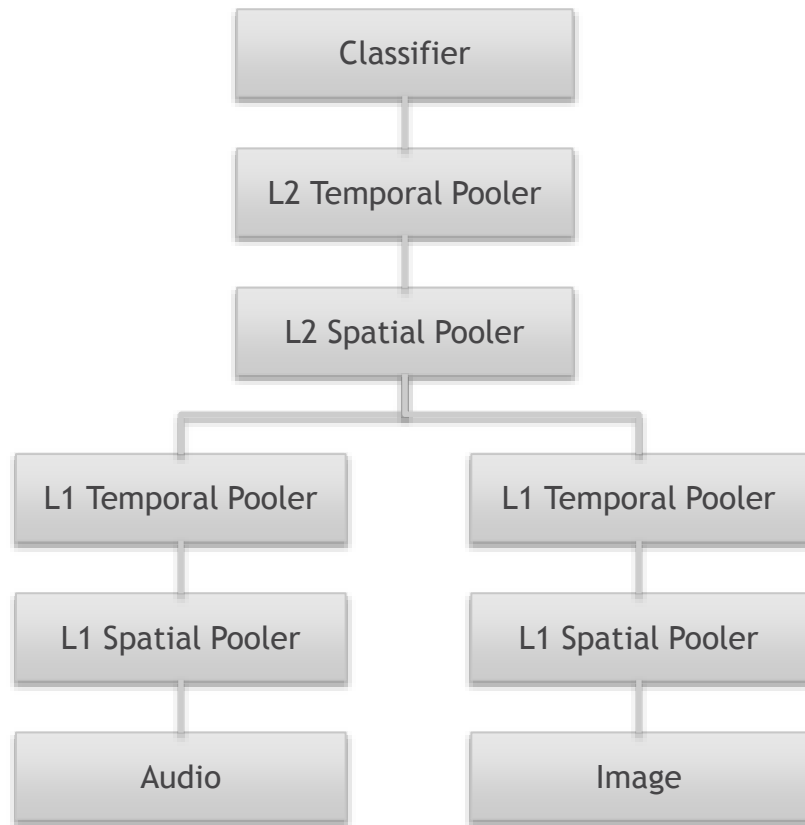 Classifier
L2 Temporal Pooler
L2 Spatial Pooler
L1 Temporal Pooler
L1 Temporal Pooler
L1 Spatial Pooler
L1 Spatial Pooler
Audio
Image